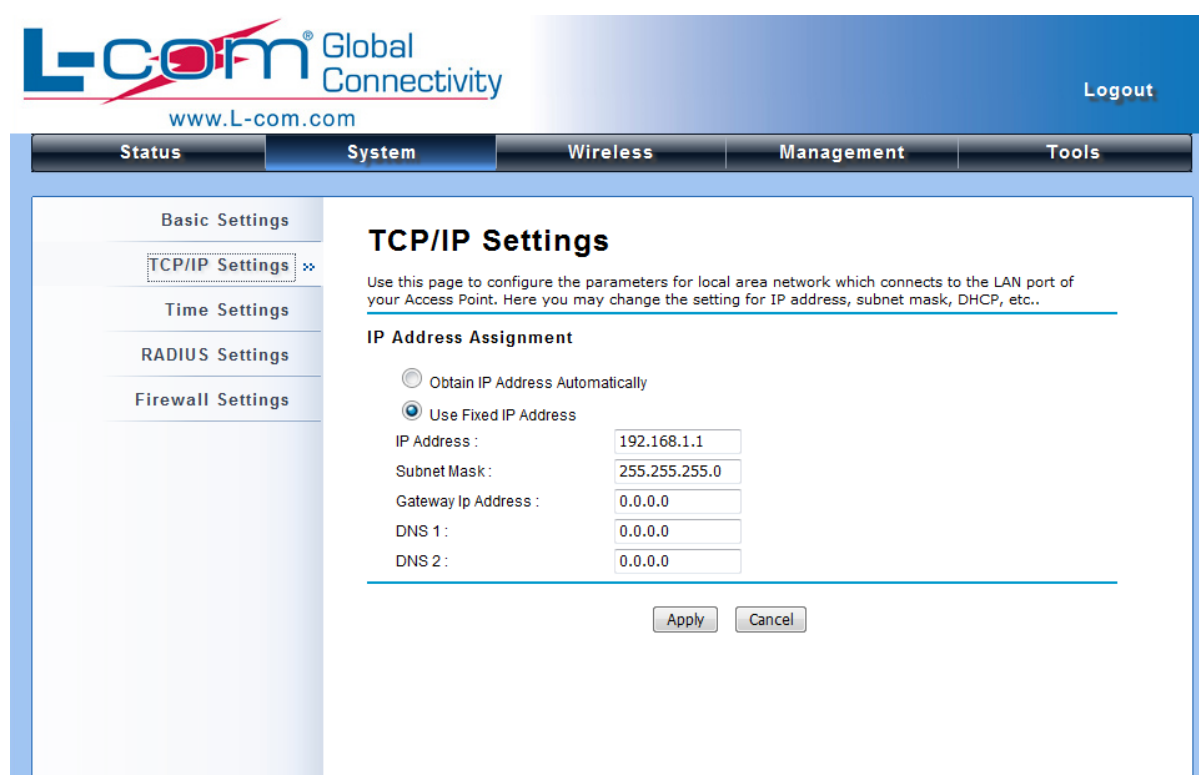 L-com® Global
Connectivity
www.L-com.com
Logout
Status System Wireless Management Tools
Basic Settings
TCP/IP Settings »
Time Settings
RADIUS Settings
Firewall Settings
TCP/IP Settings
Use this page to configure the parameters for local area network which connects to the LAN port of
your Access Point. Here you may change the setting for IP address, subnet mask, DHCP, etc..
IP Address Assignment
Obtain IP Address Automatically
Use Fixed IP Address
IP Address : 192.168.1.1
Subnet Mask : 255.255.255.0
Gateway Ip Address : 0.0.0.0
DNS 1 : 0.0.0.0
DNS 2 : 0.0.0.0
Apply Cancel